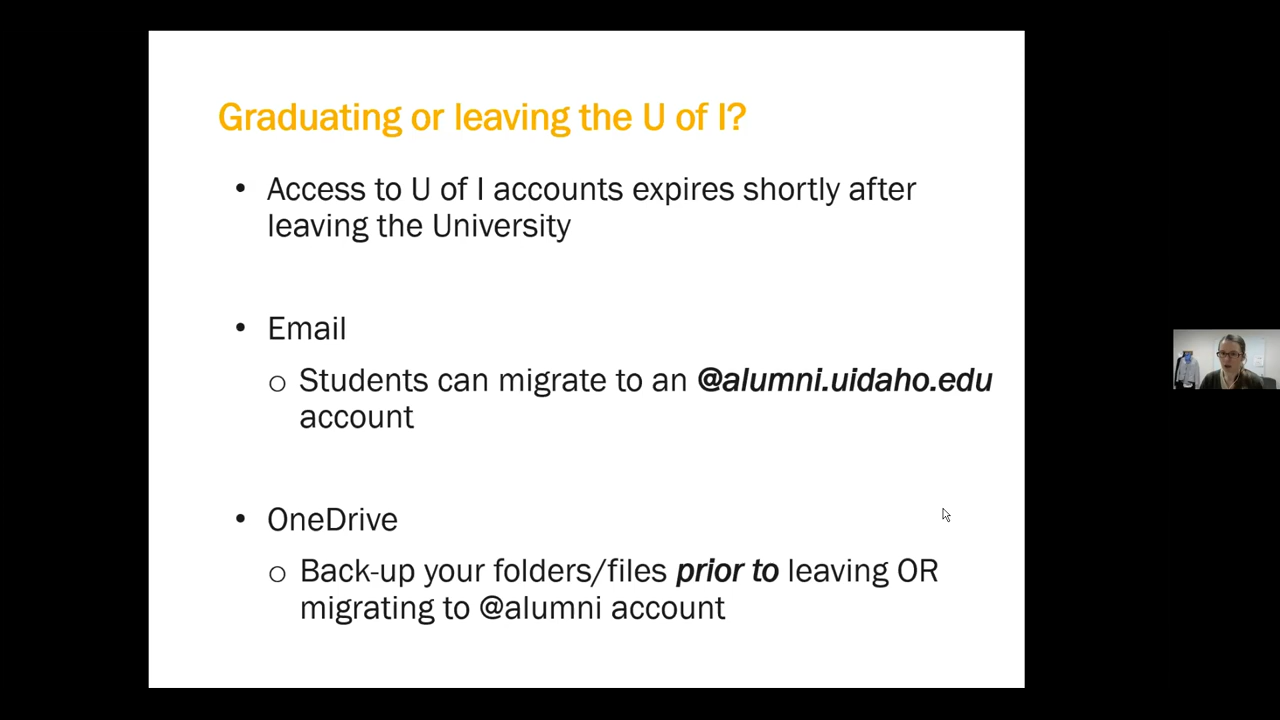 Graduating or leaving the U of I?
• Access to U of I accounts expires shortly after
leaving the University
• Email
○ Students can migrate to an @alumni.uidaho.edu
account
• OneDrive
○ Back-up your folders/files prior to leaving OR
migrating to @alumni account